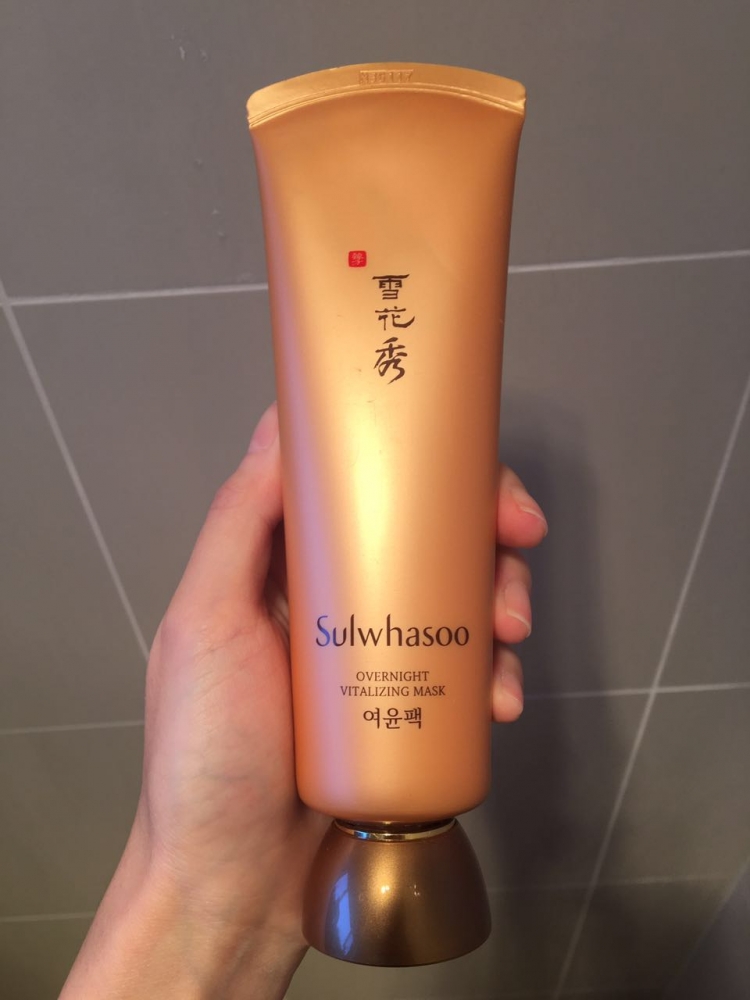 雪
花
秀
Sulwhasoo
OVERNIGHT
VITALIZING MASK
여윤팩